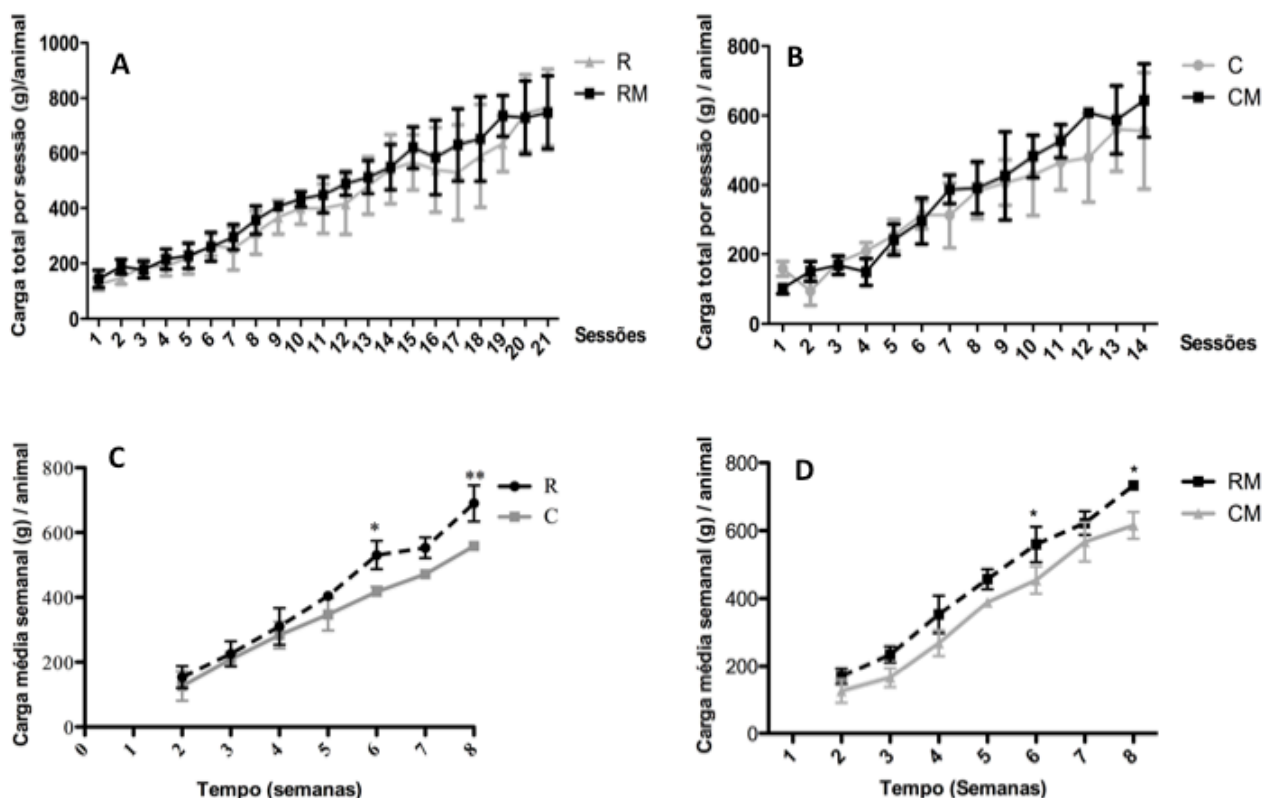 A
Carga total por sessão (g)/animal
1000
800
600
400
200
0
1 2 3 4 5 6 7 8 9 10 11 12 13 14 15 16 17 18 19 20 21
Sessões
R
RM
B
Carga total por sessão (g) / animal
800
600
400
200
0
1 2 3 4 5 6 7 8 9 10 11 12 13 14
Sessões
C
CM
C
Carga média semanal (g) / animal
800
600
400
200
0
0 1 2 3 4 5 6 7 8
Tempo (semanas)
* **
R
C
D
Carga média semanal (g) / animal
800
600
400
200
0
1 2 3 4 5 6 7 8
Tempo (Semanas)
* *
RM
CM